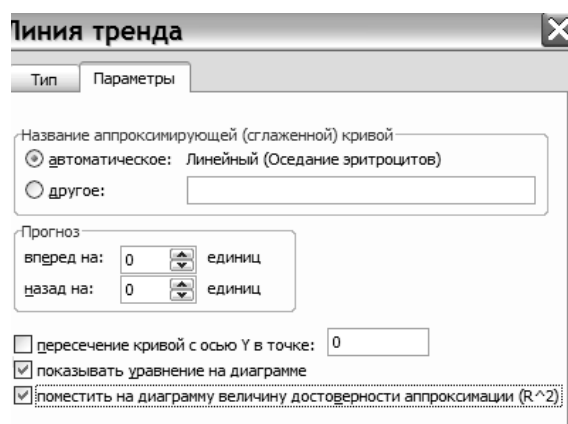 Линия тренда
Тип
Параметры
Название аппроксимирующей (сглаженной) кривой
автоматическое: Линейный (Оседание эритроцитов)
другое:
Прогноз
вперед на: 0 единиц
назад на: 0 единиц
пересечение кривой с осью Y в точке: 0
показывать уравнение на диаграмме
поместить на диаграмму величину достоверности аппроксимации (R^2)